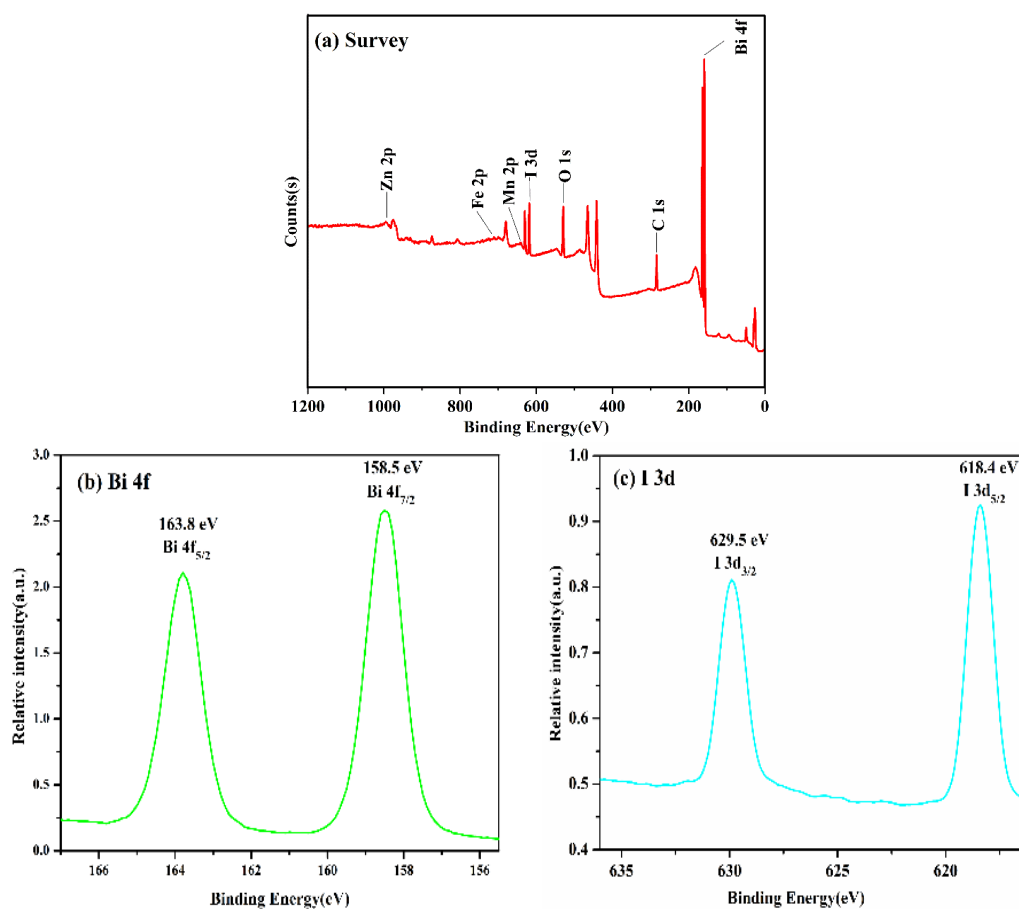 (a) Survey
Bi 4f
Zn 2p
Fe 2p
Mn 2p
I 3d
O 1s
C 1s
Counts(s)
1200 1000 800 600 400 200 0
Binding Energy(eV)
(b) Bi 4f
158.5 eV
Bi 4f7/2
163.8 eV
Bi 4f5/2
3.0
2.5
2.0
1.5
1.0
0.5
0.0
Relative intensity(a.u.)
166 164 162 160 158 156
Binding Energy(eV)
(c) I 3d
618.4 eV
I 3d5/2
629.5 eV
I 3d3/2
1.0
0.9
0.8
0.7
0.6
0.5
0.4
Relative intensity(a.u.)
635 630 625 620
Binding Energy(eV)